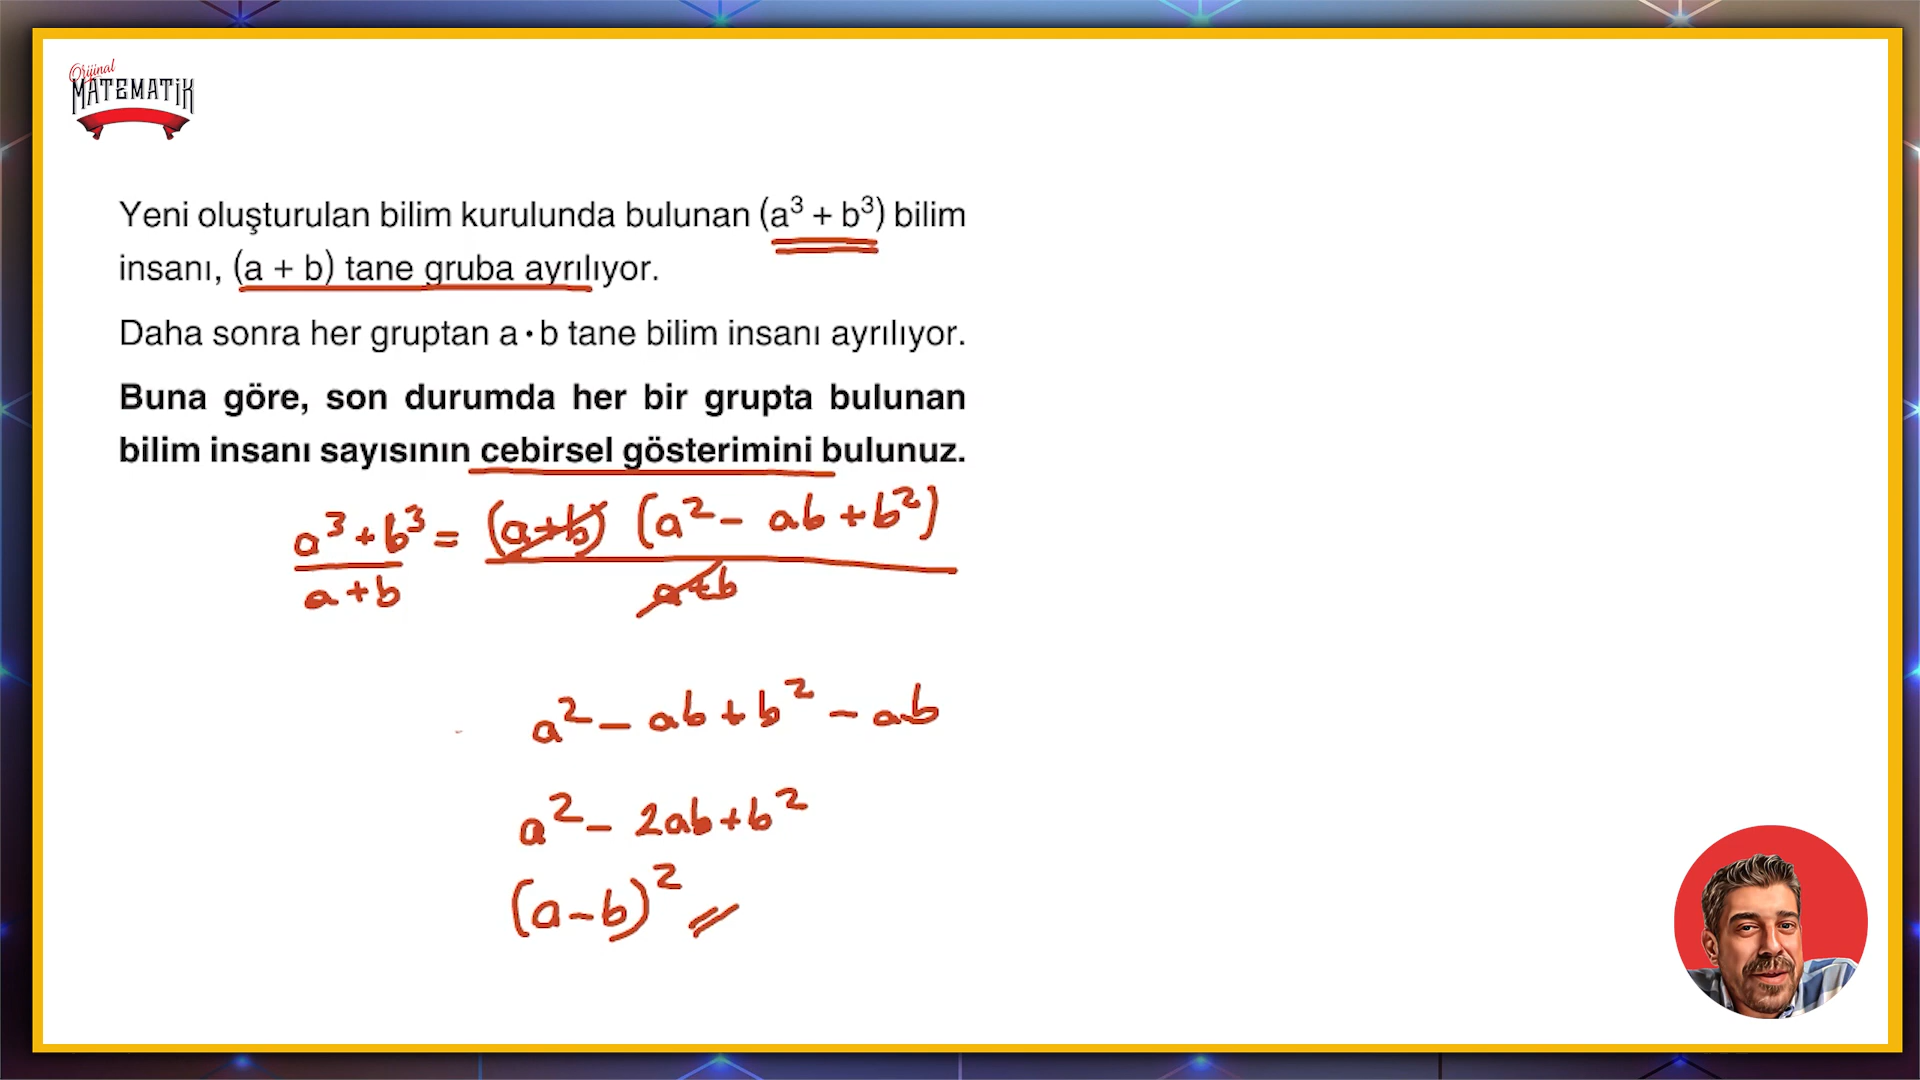 Orijinal
MATEMATİK
Yeni oluşturulan bilim kurulunda bulunan (a³ + b³) bilim
insanı, (a + b) tane gruba ayrılıyor.
Daha sonra her gruptan a · b tane bilim insanı ayrılıyor.
Buna göre, son durumda her bir grupta bulunan
bilim insanı sayısının cebirsel gösterimini bulunuz.
a³ + b³ = (a+b) (a² - ab + b²)
a + b a+b
a² - ab + b² - ab
a² - 2ab + b²
(a-b)²